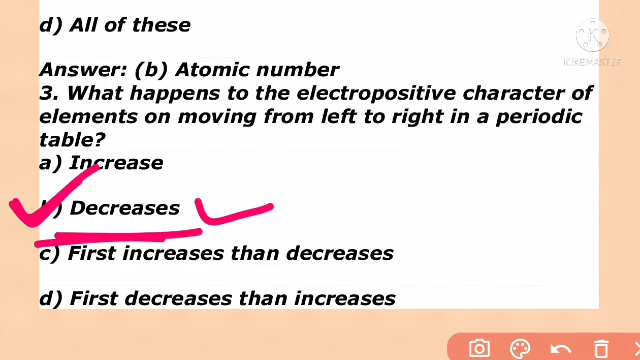 d) All of these
KINEMASTER
Answer: (b) Atomic number
3. What happens to the electropositive character of
elements on moving from left to right in a periodic
table?
a) Increase
b) Decreases
c) First increases than decreases
d) First decreases than increases